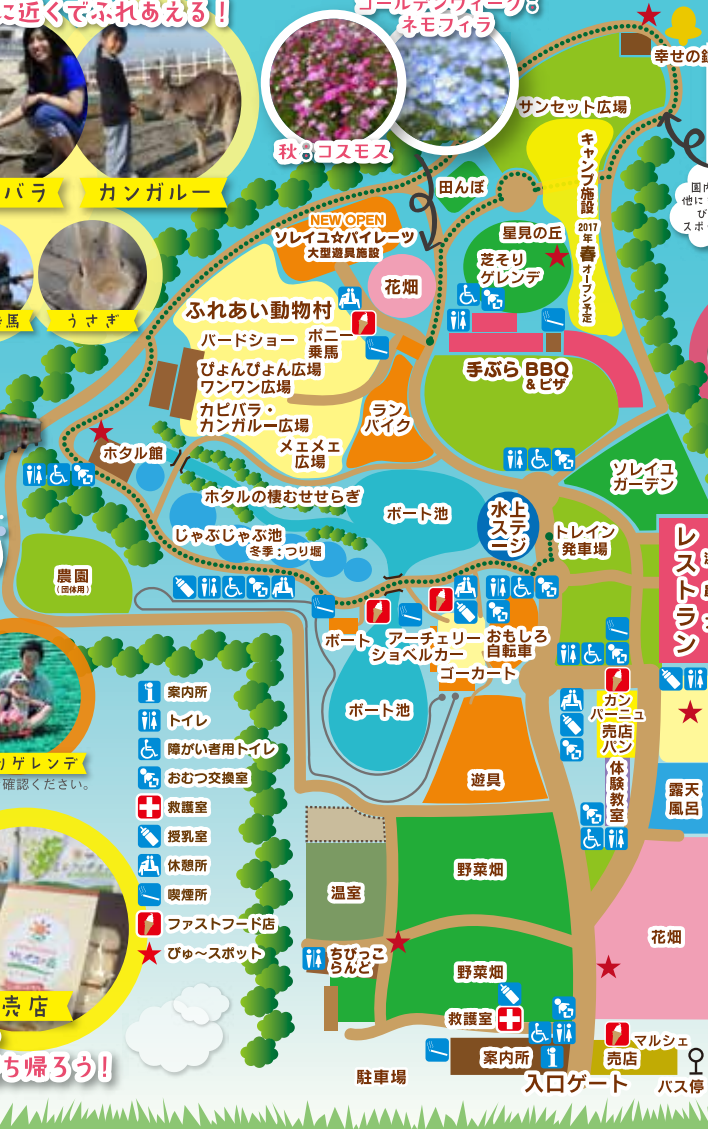 に近くでふれあえる!
ゴールデンウィーク:
ネモフィラ
秋:コスモス
バラ
カンガルー
馬
うさぎ
幸せの鐘
サンセット広場
キャンプ施設
2017年春オープン予定
園内
他に
び
スポ
田んぼ
NEW OPEN
ソレイユ☆パイレーツ
大型遊具施設
花畑
星見の丘
芝そり
ゲレンデ
ふれあい動物村
バードショー
ポニー
乗馬
ぴょんぴょん広場
ワンワン広場
カピバラ・
カンガルー広場
メェメェ
広場
ラン
バイク
手ぶら BBQ
& ピザ
ホタル館
ホタルの棲むせせらぎ
じゃぶじゃぶ池
冬季:つり堀
ボート池
水上
ステ
ージ
トレイン
発車場
ソレイユ
ガーデン
レストラン
農園
(団体用)
ボート
アーチェリー
ショベルカー
おもしろ
自転車
ゴーカート
ボート池
遊具
カン
パーニュ
売店
パン
体験教室
露天
風呂
りゲレンデ
確認ください。
案内所
トイレ
障がい者用トイレ
おむつ交換室
救護室
授乳室
休憩所
喫煙所
ファストフード店
びゅ〜スポット
売店
ち帰ろう!
温室
野菜畑
花畑
ちびっこ
らんど
野菜畑
救護室
案内所
マルシェ
売店
駐車場
入口ゲート
バス停